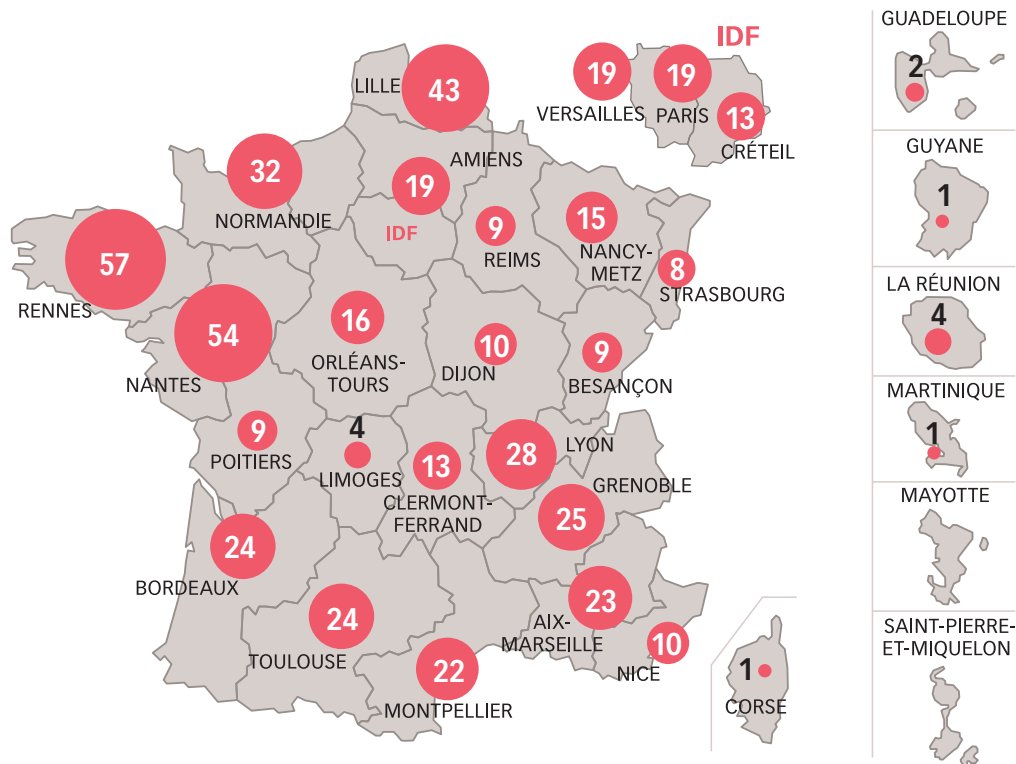 IDF
LILLE
43
19
VERSAILLES
19
PARIS
13
CRÉTEIL
AMIENS
19
32
NORMANDIE
IDF
9
REIMS
15
NANCY-
METZ
8
STRASBOURG
57
RENNES
54
NANTES
16
ORLÉANS-
TOURS
10
DIJON
9
BESANÇON
9
POITIERS
4
LIMOGES
13
CLERMONT-
FERRAND
28
LYON
25
GRENOBLE
24
BORDEAUX
24
TOULOUSE
22
MONTPELLIER
23
AIX-
MARSEILLE
10
NICE
1
CORSE
GUADELOUPE
2
GUYANE
1
LA RÉUNION
4
MARTINIQUE
1
MAYOTTE
SAINT-PIERRE-
ET-MIQUELON